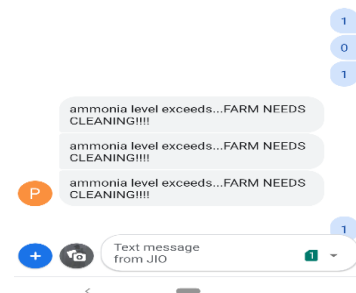 1
0
1
ammonia level exceeds...FARM NEEDS
CLEANING!!!!
ammonia level exceeds...FARM NEEDS
CLEANING!!!!
ammonia level exceeds...FARM NEEDS
CLEANING!!!!
P
1
Text message
from JIO
1